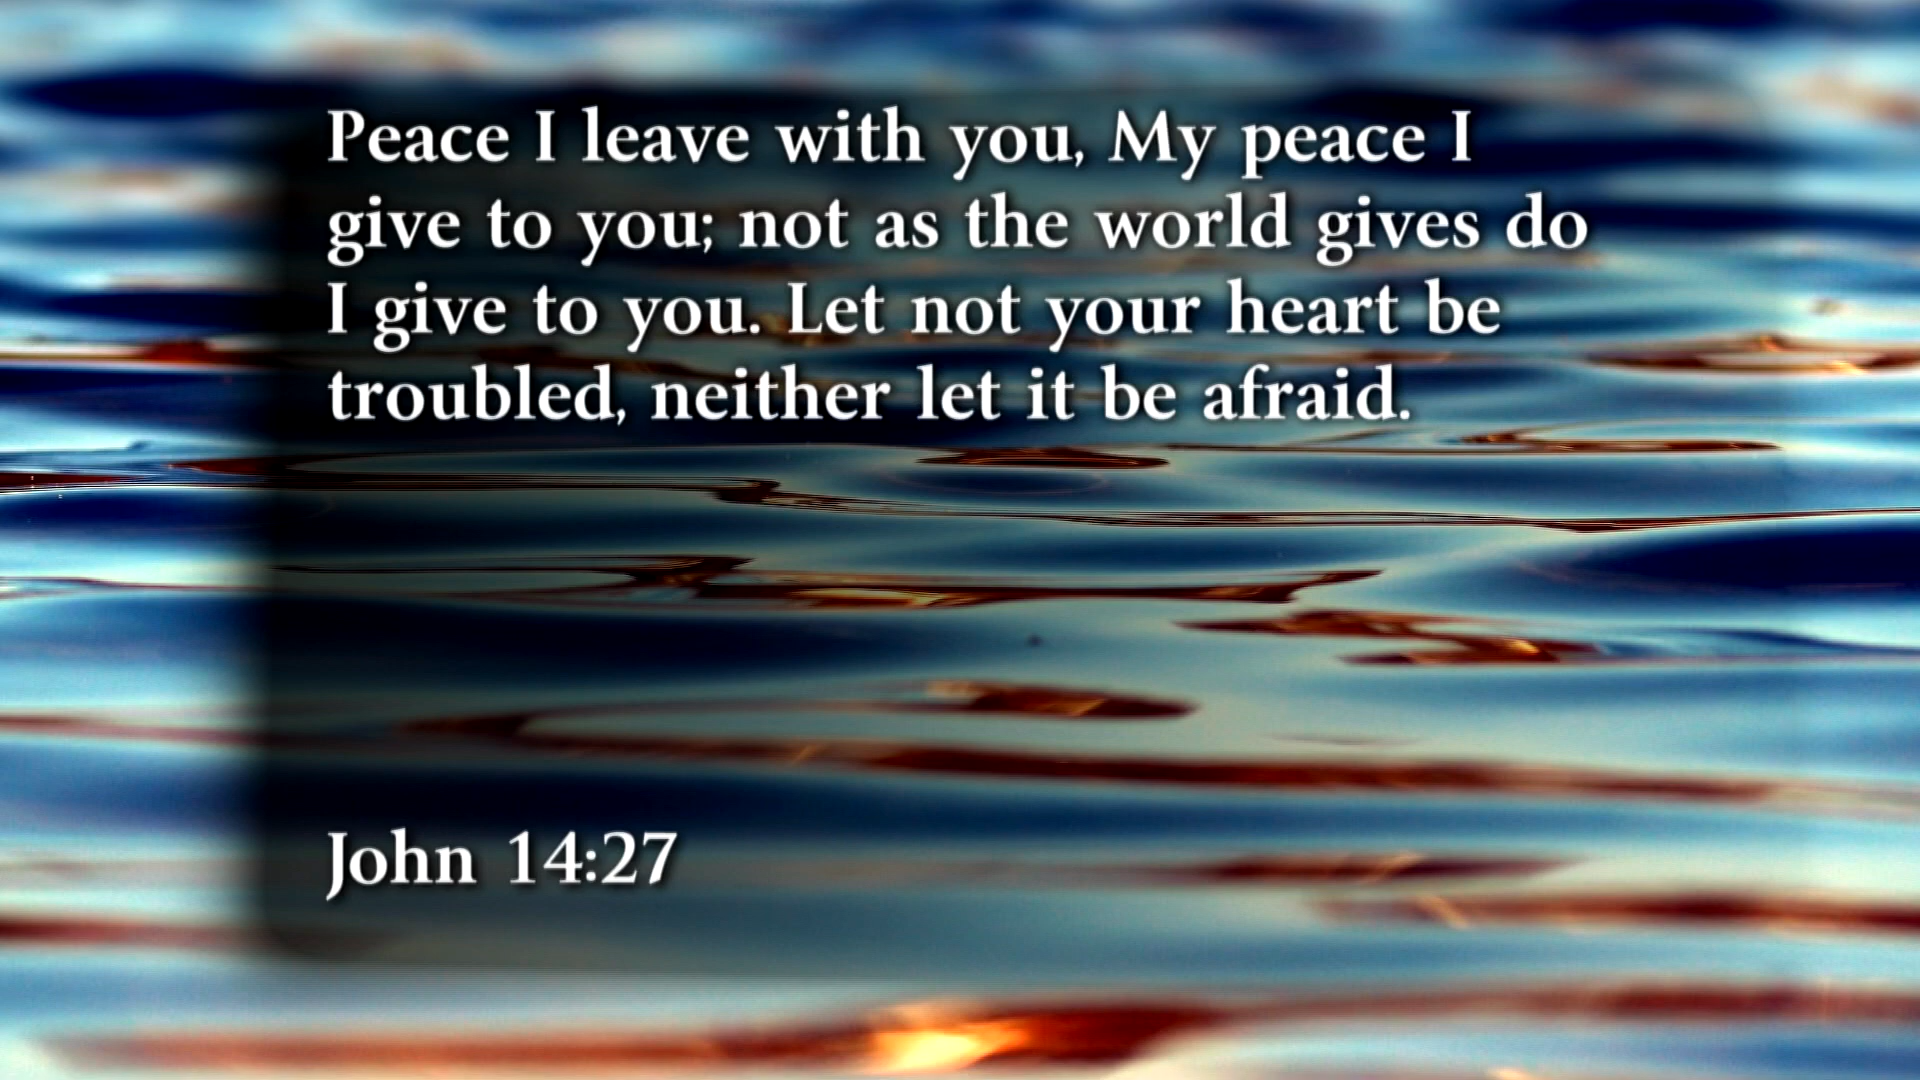 Peace I leave with you, My peace I
give to you; not as the world gives do
I give to you. Let not your heart be
troubled, neither let it be afraid.
John 14:27